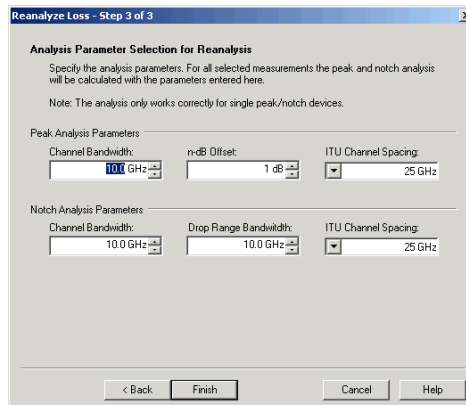 Reanalyze Loss - Step 3 of 3
Analysis Parameter Selection for Reanalysis
Specify the analysis parameters. For all selected measurements the peak and notch analysis
will be calculated with the parameters entered here.
Note: The analysis only works correctly for single peak/notch devices.
Peak Analysis Parameters
Channel Bandwidth: n-dB Offset: ITU Channel Spacing:
10.0 GHz 1 dB 25 GHz
Notch Analysis Parameters
Channel Bandwidth: Drop Range Bandwitdth: ITU Channel Spacing:
10.0 GHz 10.0 GHz 25 GHz
< Back Finish Cancel Help